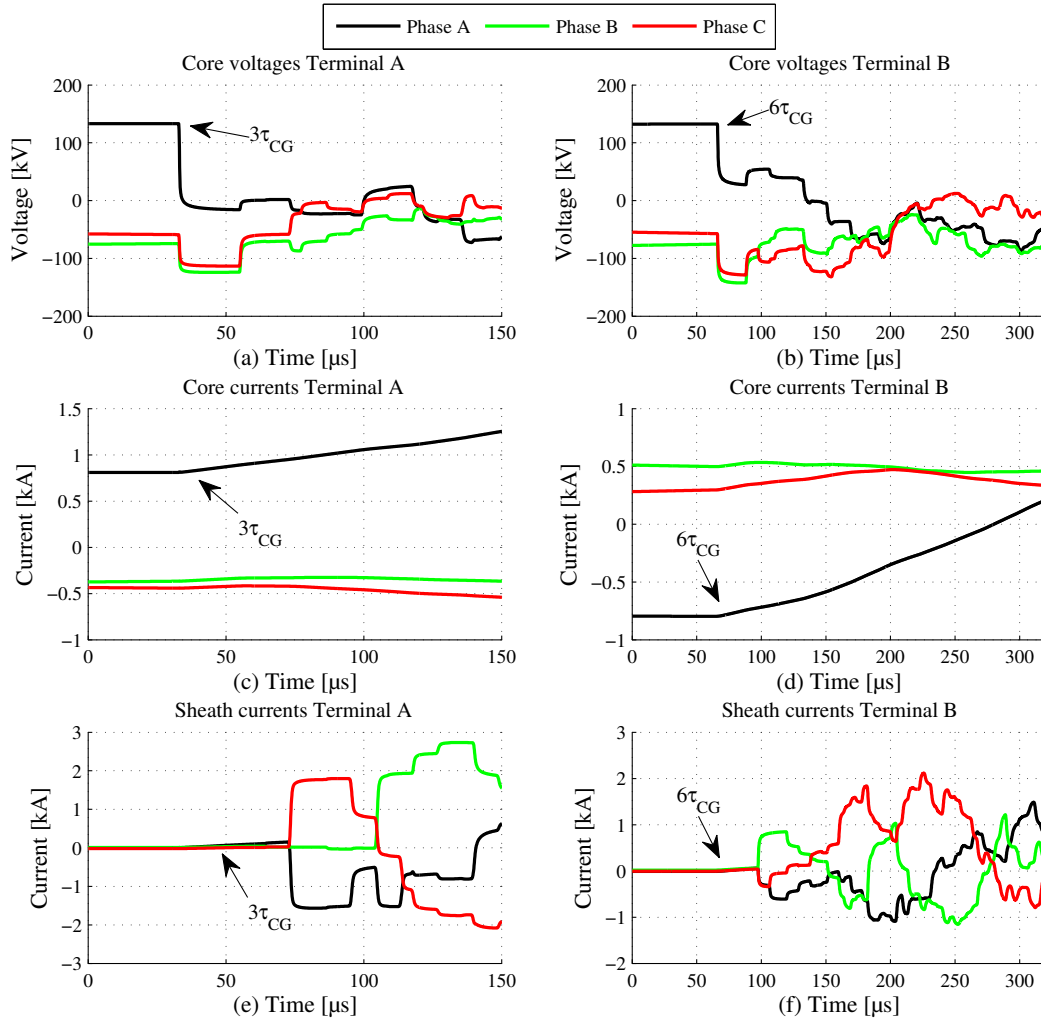 Phase A Phase B Phase C
Core voltages Terminal A
Voltage [kV]
200
100
0
−100
−200
3τCG
0 50 100 150
(a) Time [μs]
Core voltages Terminal B
Voltage [kV]
200
100
0
−100
−200
6τCG
0 50 100 150 200 250 300
(b) Time [μs]
Core currents Terminal A
Current [kA]
1.5
1
0.5
0
−0.5
−1
3τCG
0 50 100 150
(c) Time [μs]
Core currents Terminal B
Current [kA]
1
0.5
0
−0.5
−1
6τCG
0 50 100 150 200 250 300
(d) Time [μs]
Sheath currents Terminal A
Current [kA]
3
2
1
0
−1
−2
−3
3τCG
0 50 100 150
(e) Time [μs]
Sheath currents Terminal B
Current [kA]
3
2
1
0
−1
−2
6τCG
0 50 100 150 200 250 300
(f) Time [μs]